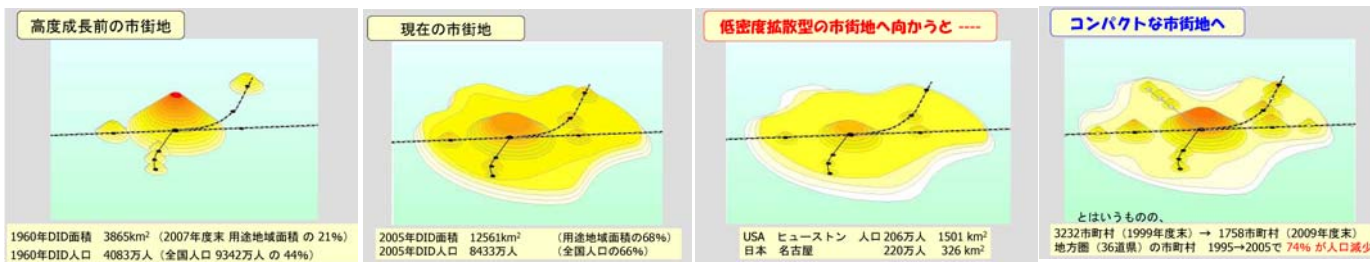 高度成長前の市街地
1960年DID面積 3865km²（2007年度末 用途地域面積 の 21%）
1960年DID人口 4083万人（全国人口 9342万人 の 44%）
現在の市街地
2005年DID面積 12561km² （用途地域面積の68%）
2005年DID人口 8433万人 （全国人口の66%）
低密度拡散型の市街地へ向かうと ----
USA ヒューストン 人口 206万人 1501 km²
日本 名古屋 220万人 326 km²
コンパクトな市街地へ
とはいうものの、
3232市町村（1999年度末）→ 1758市町村（2009年度末）
地方圏（36道県）の市町村 1995→2005で 74% が人口減少